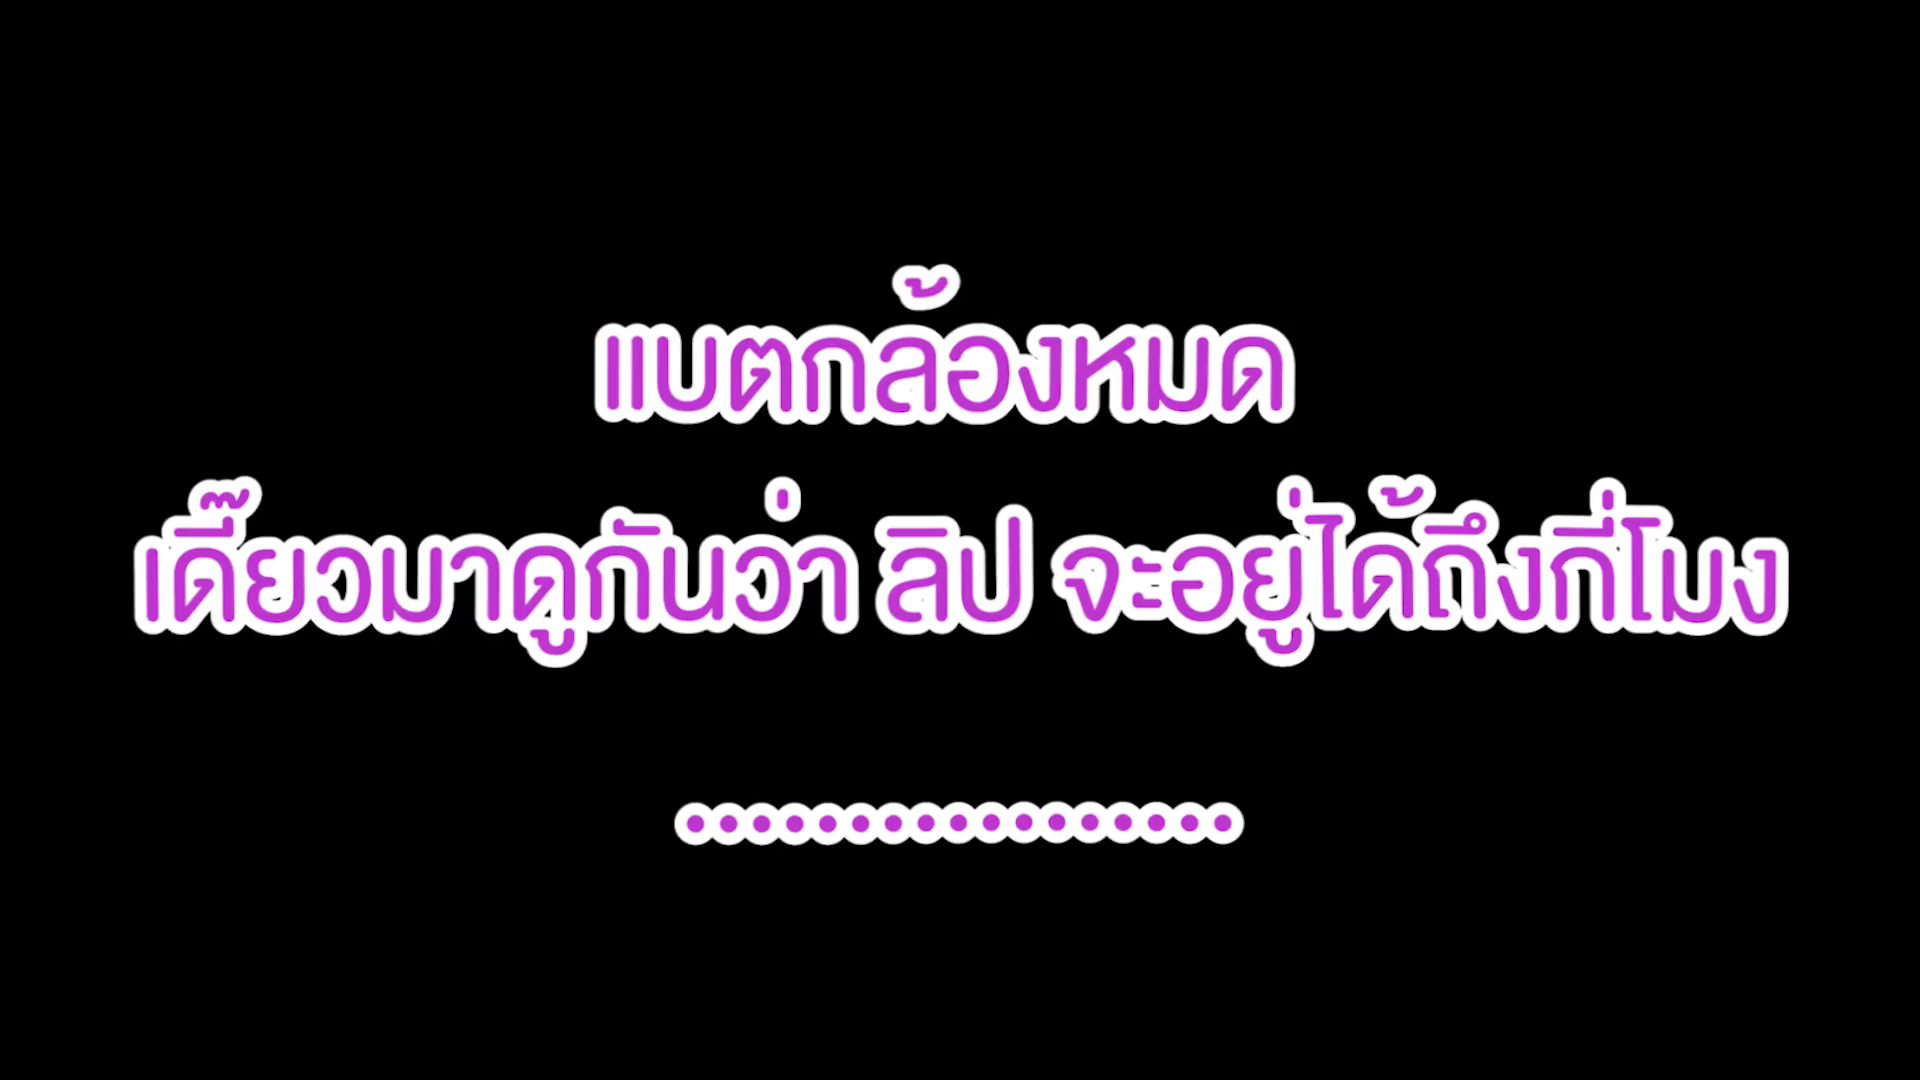 แบตกล้องหมด
เดี๊ยวมาดูกันว่า ลิป จะอยู่ได้ถึงกี่โมง
.................